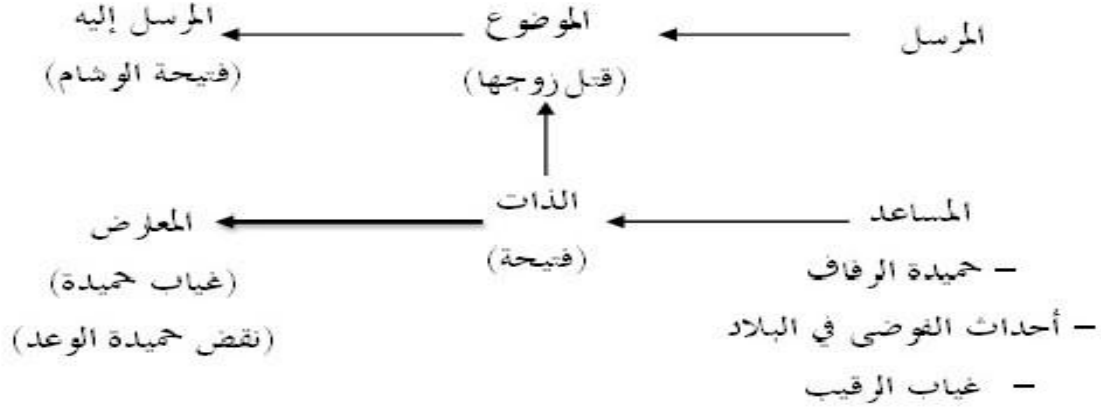 المرسل
الموضوع
المرسل إليه
(قتل زوجها)
(فتيحة الوشام)
المساعد
الذات
المعارض
(فتيحة)
– حميدة الرفاف
(غياب حميدة)
– أحداث الفوضى في البلاد
(نقض حميدة الوعد)
– غياب الرقيب